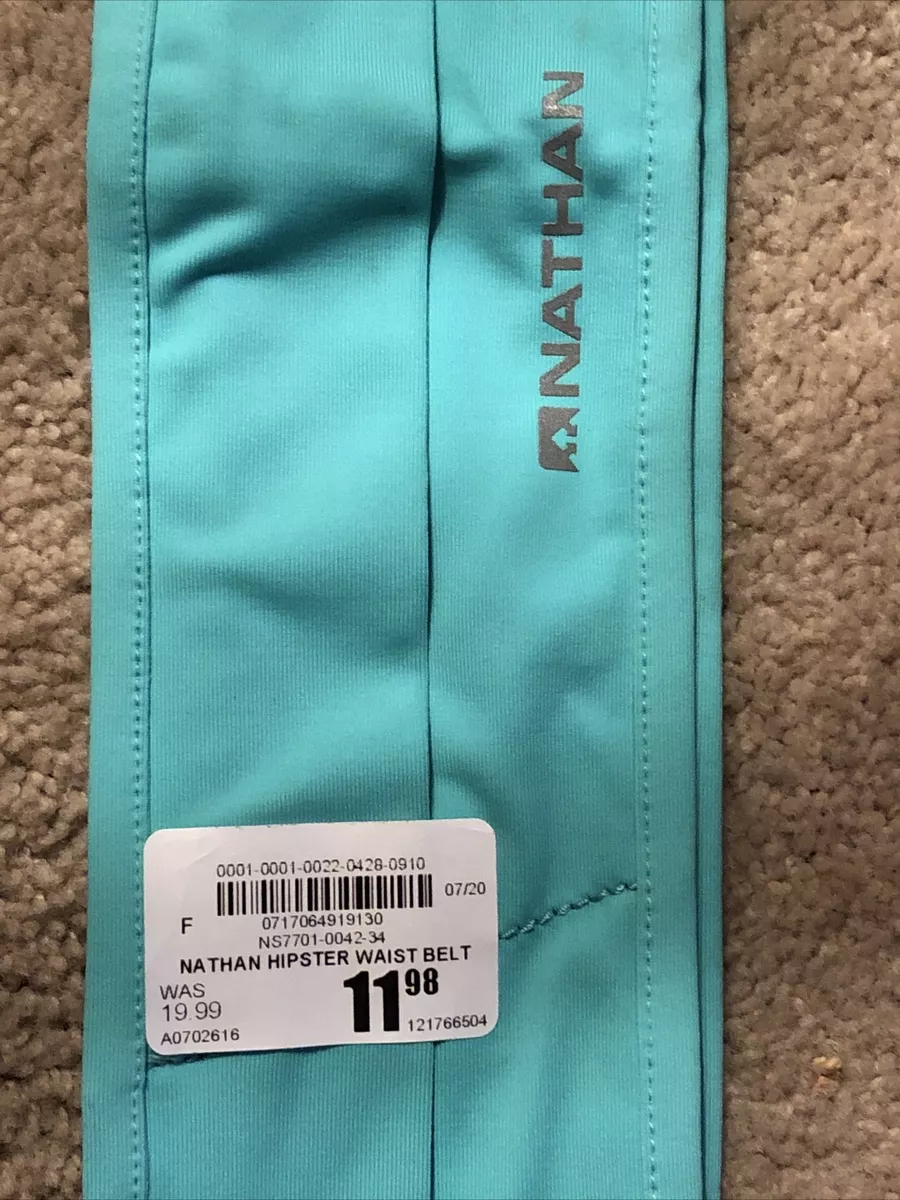 NATHAN
0001-0001-0022-0428-0910
07/20
F
0717064919130
NS7701-0042-34
NATHAN HIPSTER WAIST BELT
WAS
19.99
11 98
A0702616
121766504